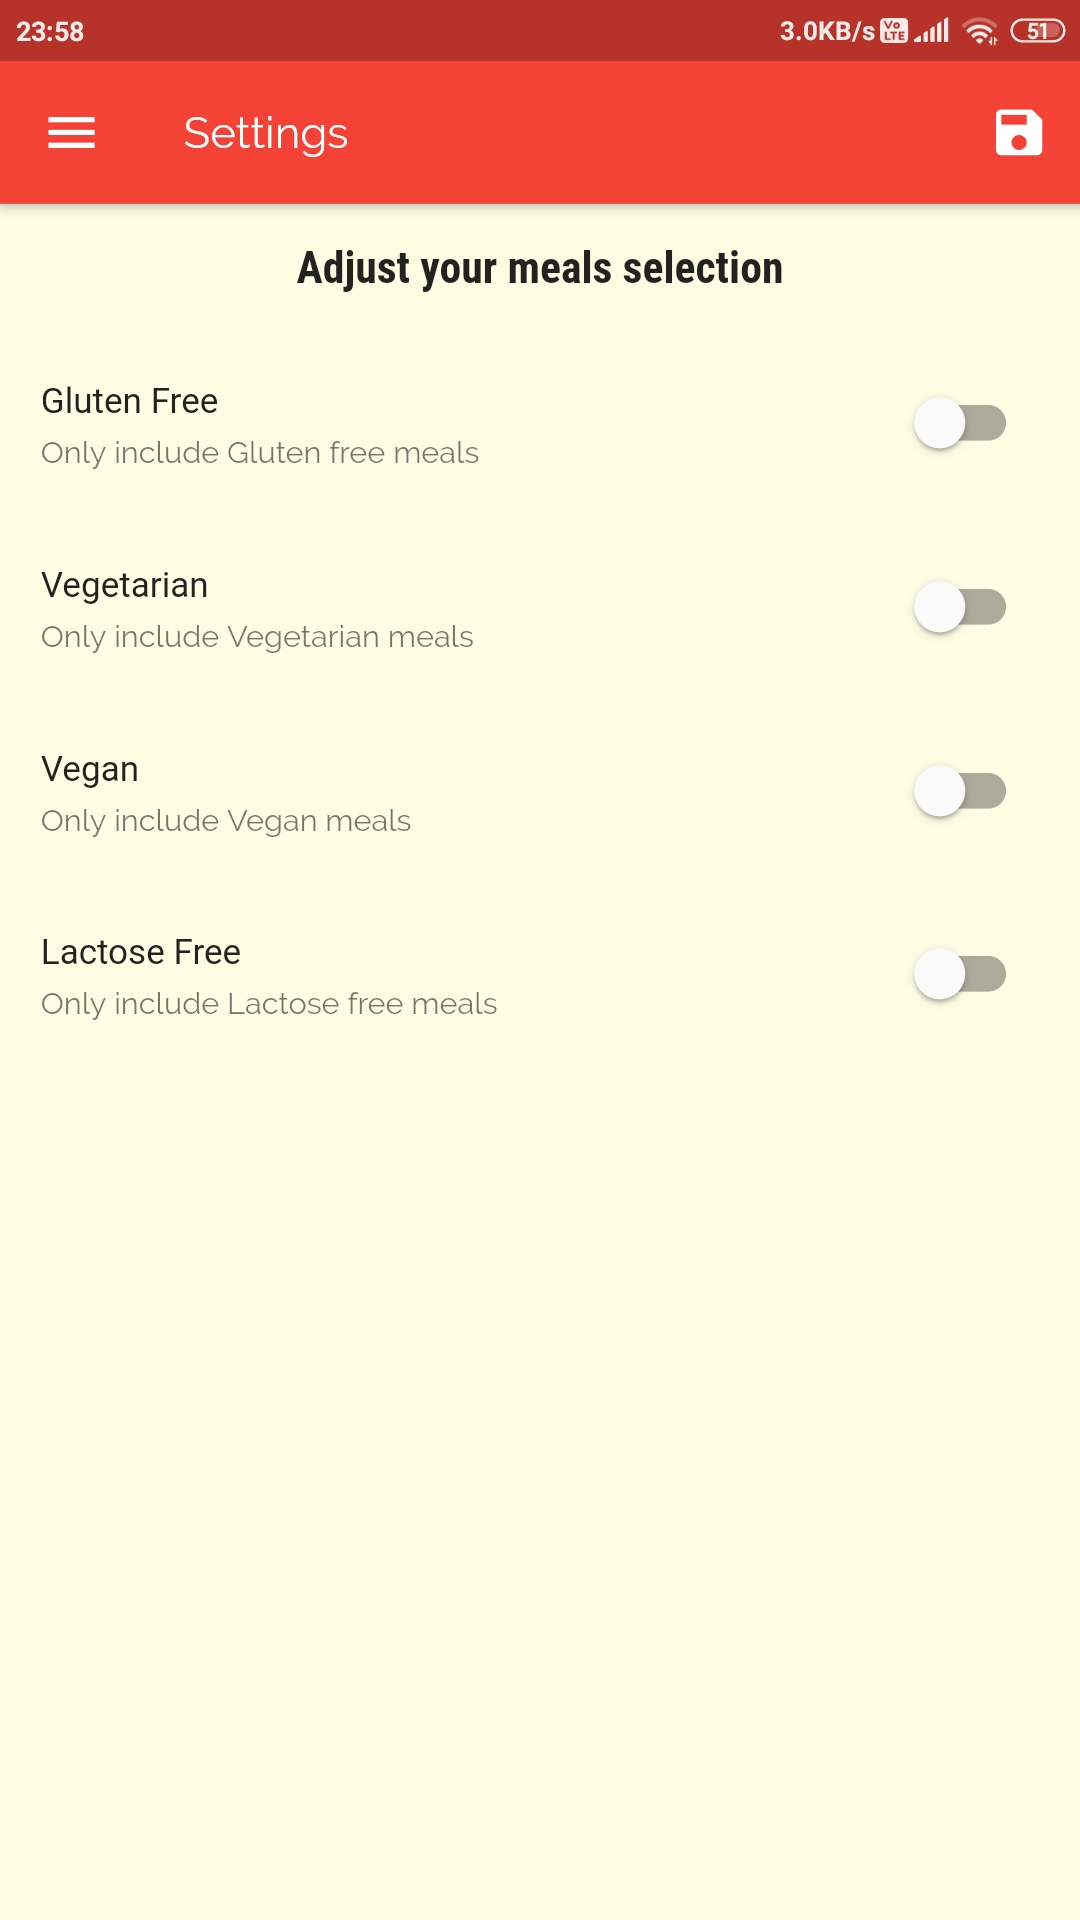 23:58 3.0KB/s Vo LTE 51
Settings
Adjust your meals selection
Gluten Free
Only include Gluten free meals
Vegetarian
Only include Vegetarian meals
Vegan
Only include Vegan meals
Lactose Free
Only include Lactose free meals